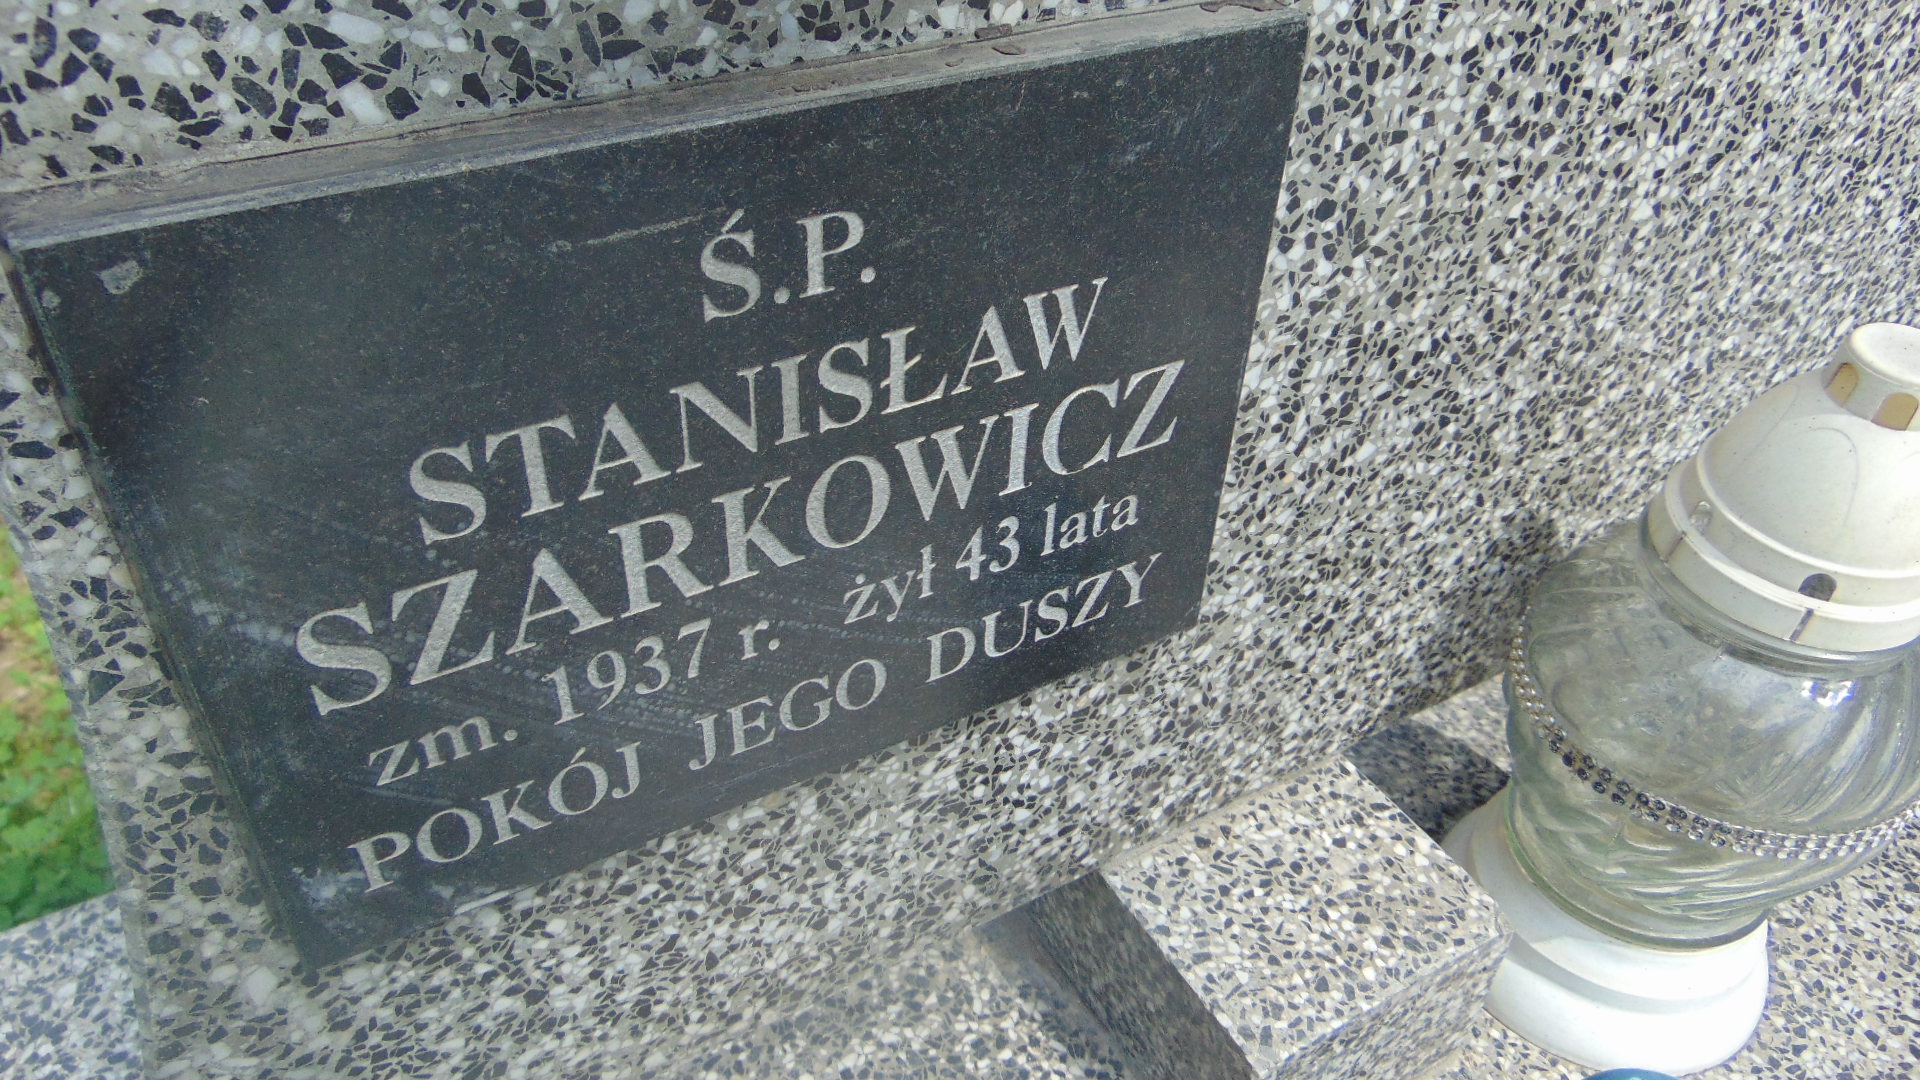 Ś.P.
STANISŁAW
SZARKOWICZ
zm. 1937 r. żył 43 lata
POKÓJ JEGO DUSZY